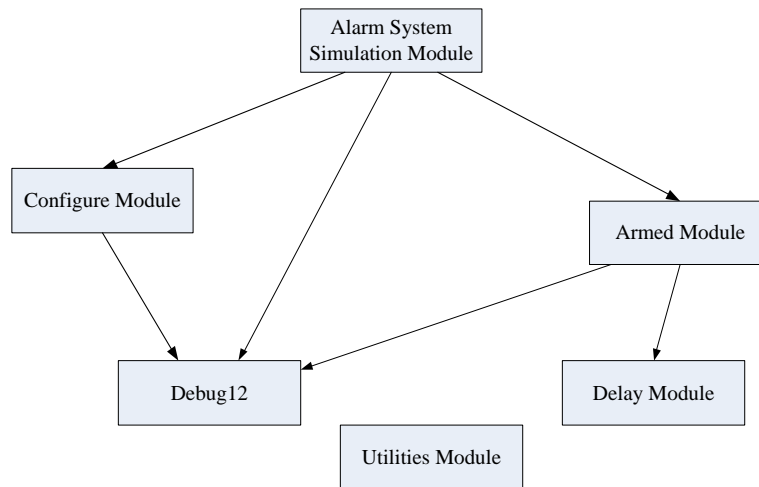 Alarm System
Simulation Module
Configure Module
Armed Module
Debug12
Delay Module
Utilities Module